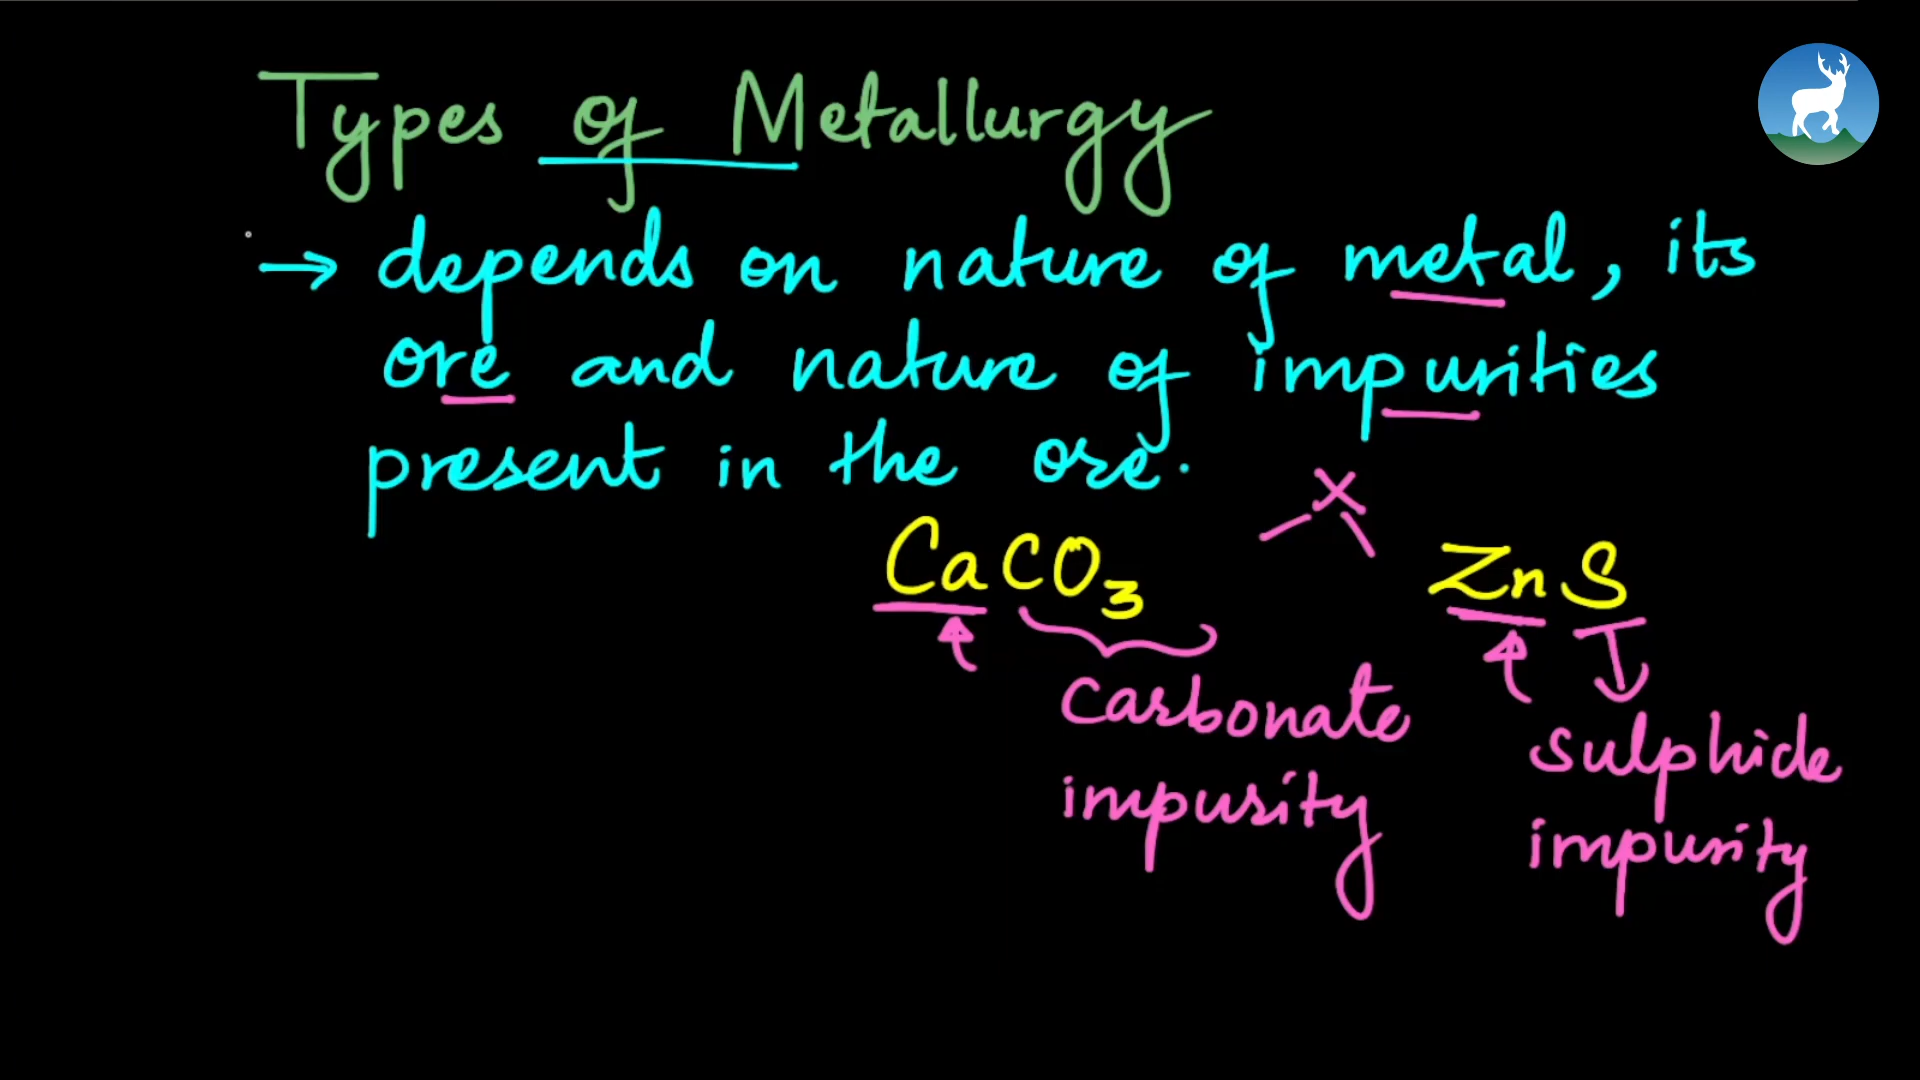 Types of Metallurgy
→ depends on nature of metal, its
ore and nature of impurities
present in the ore.
CaCO₃ ZnS
Carbonate
impurity
sulphide
impurity